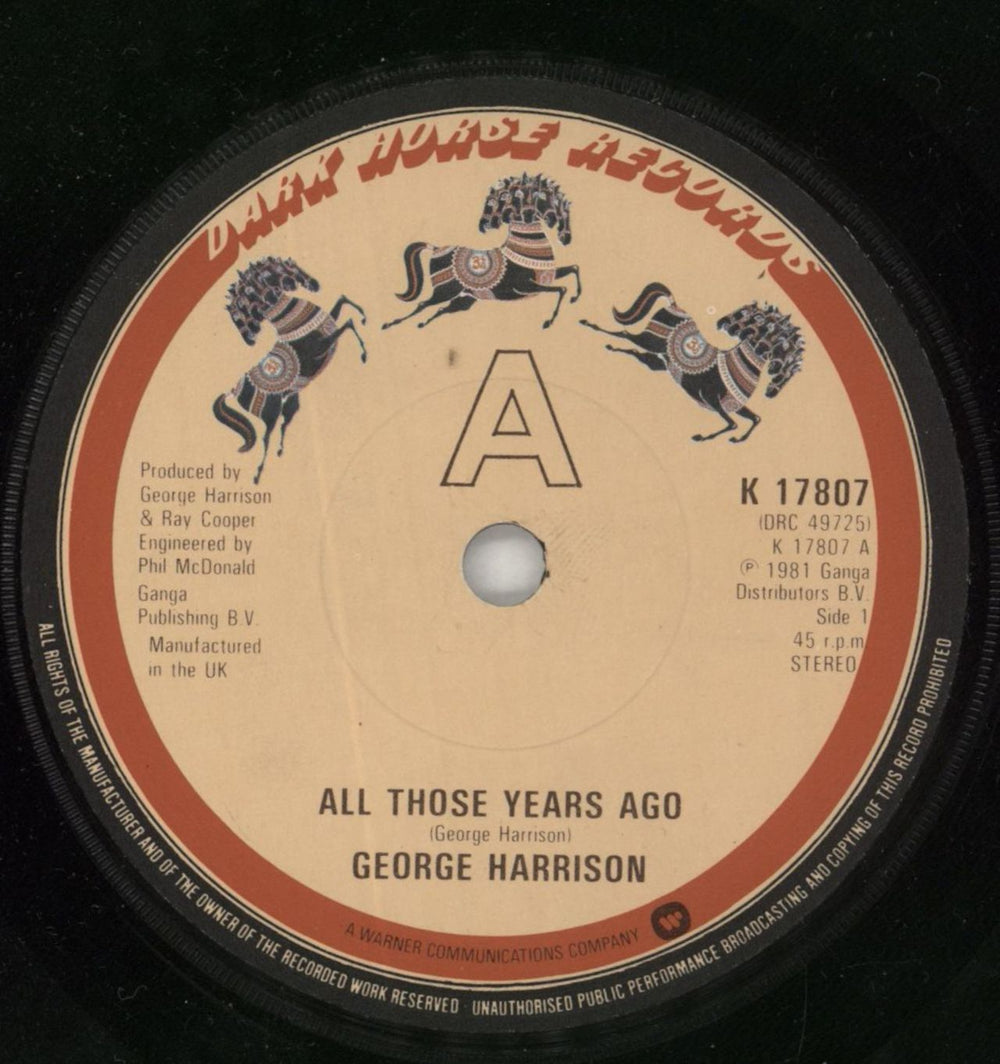 DARK HORSE RECORDS
A
Produced by
George Harrison
& Ray Cooper
Engineered by
Phil McDonald
Ganga
Publishing B.V.
Manufactured
in the UK
K 17807
(DRC 49725)
K 17807 A
℗ 1981 Ganga
Distributors B.V.
Side 1
45 r.p.m.
STEREO
ALL THOSE YEARS AGO
(George Harrison)
GEORGE HARRISON
A WARNER COMMUNICATIONS COMPANY
ALL RIGHTS OF THE MANUFACTURER AND OF THE OWNER OF THE RECORDED WORK RESERVED · UNAUTHORISED PUBLIC PERFORMANCE BROADCASTING AND COPYING OF THIS RECORD PROHIBITED